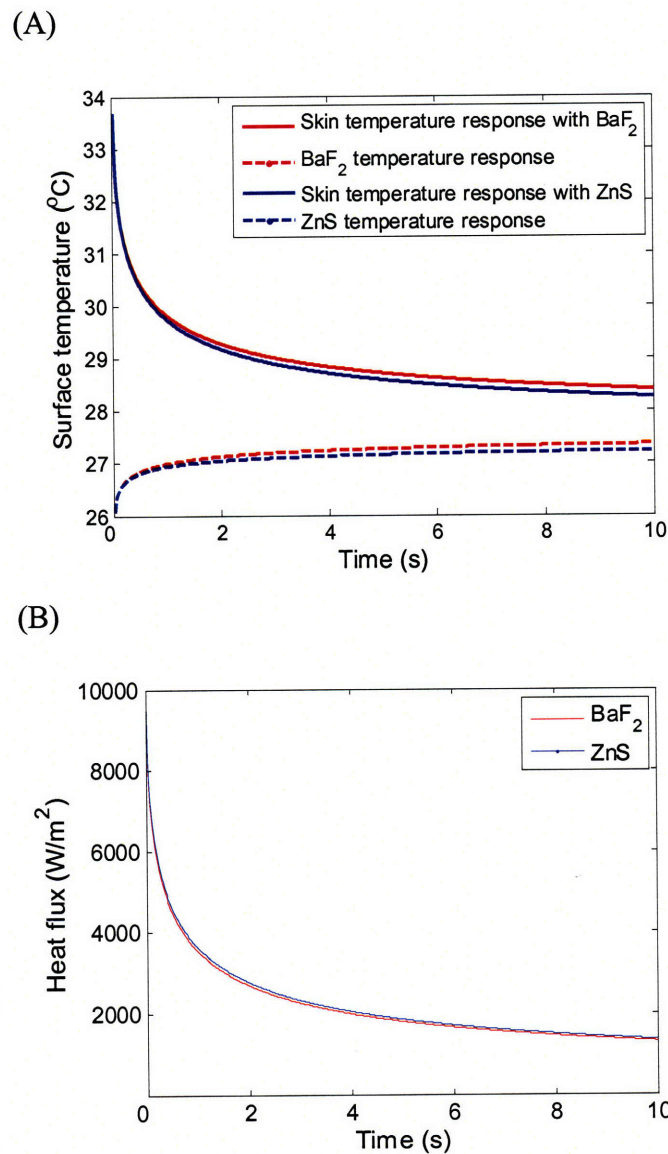 (A)
34
33
32
31
30
29
28
27
26
Surface temperature (°C)
Skin temperature response with BaF₂
BaF₂ temperature response
Skin temperature response with ZnS
ZnS temperature response
0
2
4
6
8
10
Time (s)
(B)
10000
8000
6000
4000
2000
Heat flux (W/m²)
BaF₂
ZnS
0
2
4
6
8
10
Time (s)